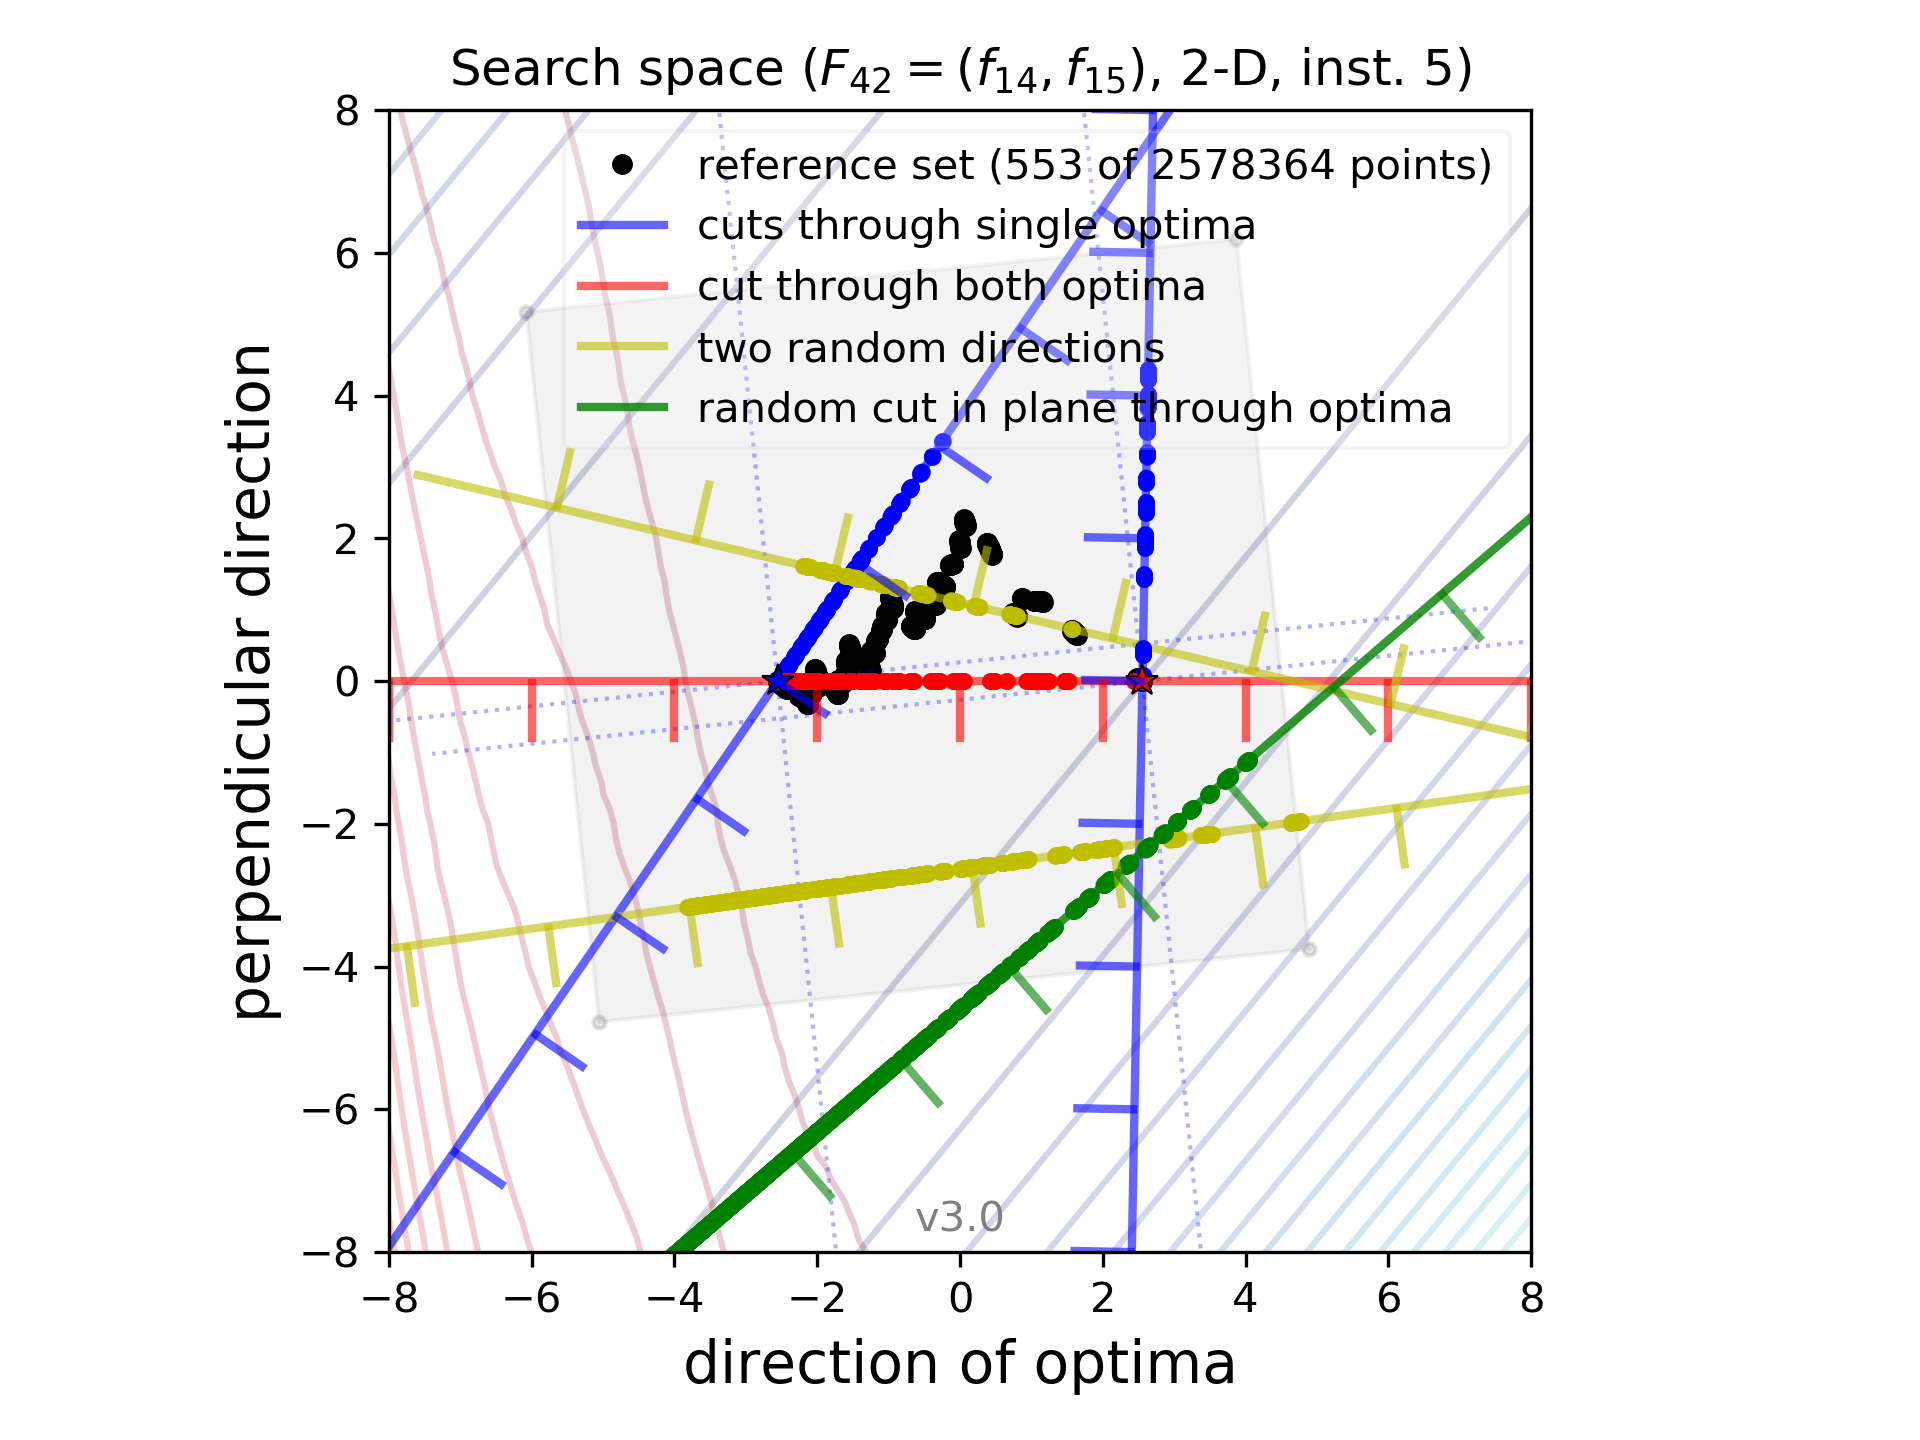 Search space (F₄₂ = (f₁₄, f₁₅), 2-D, inst. 5)
reference set (553 of 2578364 points)
cuts through single optima
cut through both optima
two random directions
random cut in plane through optima
8
6
4
2
0
−2
−4
−6
−8
perpendicular direction
v3.0
−8 −6 −4 −2 0 2 4 6 8
direction of optima